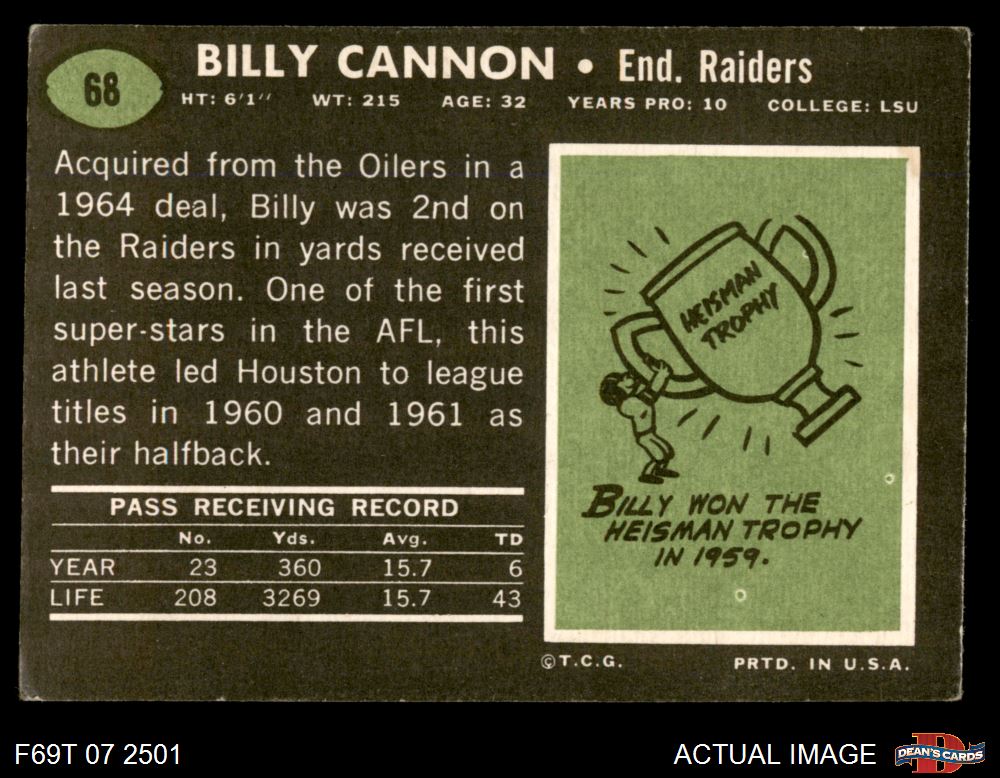 68
BILLY CANNON • End. Raiders
HT: 6'1" WT: 215 AGE: 32 YEARS PRO: 10 COLLEGE: LSU
Acquired from the Oilers in a
1964 deal, Billy was 2nd on
the Raiders in yards received
last season. One of the first
super-stars in the AFL, this
athlete led Houston to league
titles in 1960 and 1961 as
their halfback.
PASS RECEIVING RECORD
No. Yds. Avg. TD
YEAR 23 360 15.7 6
LIFE 208 3269 15.7 43
HEISMAN
TROPHY
BILLY WON THE
HEISMAN TROPHY
IN 1959.
©T.C.G. PRTD. IN U.S.A.
F69T 07 2501
ACTUAL IMAGE
D
DEAN'S CARDS